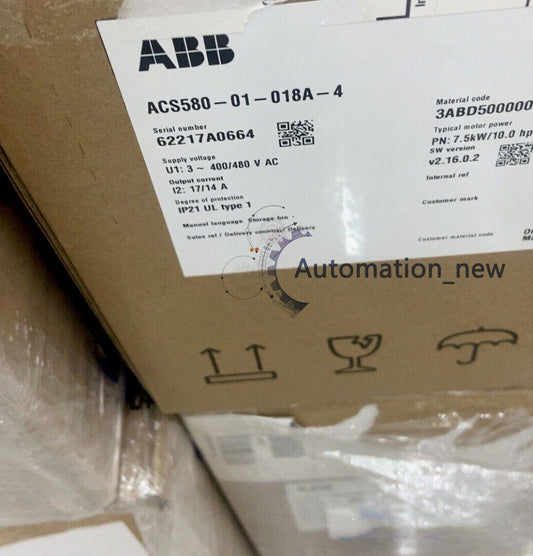 ABB
ACS580-01-018A-4
Serial number
62217A0664
Supply voltage
U1: 3 ~ 400/480 V AC
Output current
I2: 17/14 A
Degree of protection
IP21 UL type 1
Manual language Storage bin
Sales ref / Delivery country/ Delivery
Material code
3ABD500000
Typical motor power
PN: 7.5kW/10.0 hp
SW version
v2.16.0.2
Internal ref
Customer mark
Customer material code
Automation_new